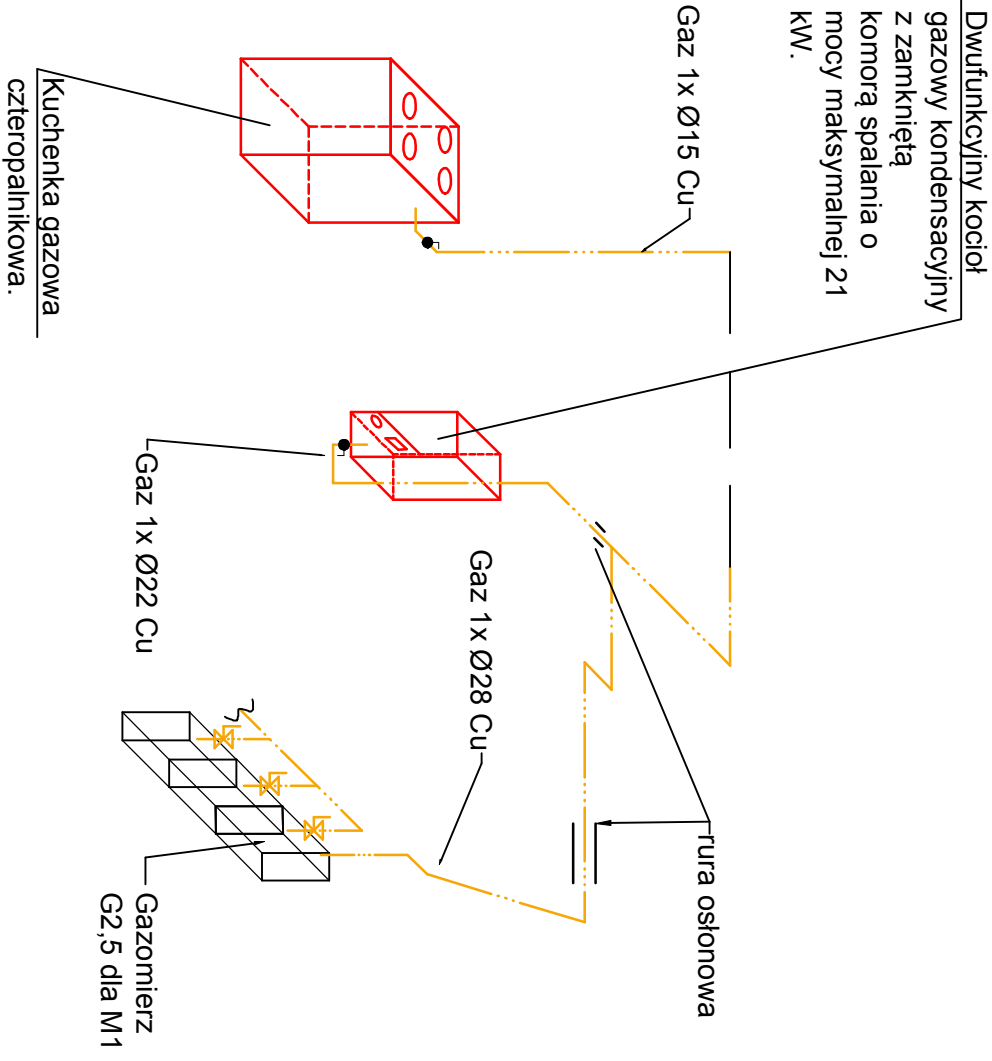 Dwufunkcyjny kocioł
gazowy kondensacyjny
z zamkniętą
komorą spalania o
mocy maksymalnej 21
kW.
Gaz 1x Ø15 Cu
Kuchenka gazowa
czteropalnikowa.
Gaz 1x Ø22 Cu
Gaz 1x Ø28 Cu
rura osłonowa
Gazomierz
G2,5 dla M1